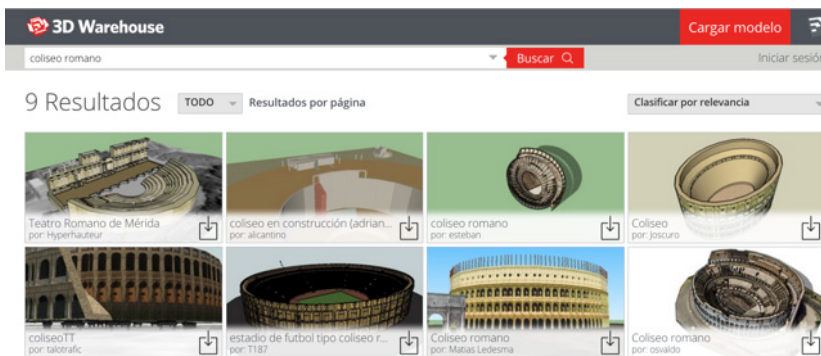 3D Warehouse
Cargar modelo
coliseo romano
Buscar
Iniciar sesión
9 Resultados
TODO
Resultados por página
Clasificar por relevancia
Teatro Romano de Mérida
por: Hyperhauteur
coliseo en construcción (adrian...
por: alicantino
coliseo romano
por: esteban
Coliseo
por: Joscuro
coliseoTT
por: talotrafic
estadio de futbol tipo coliseo r...
por: T187
Coliseo romano
por: Matias Ledesma
Coliseo romano
por: osvaldo